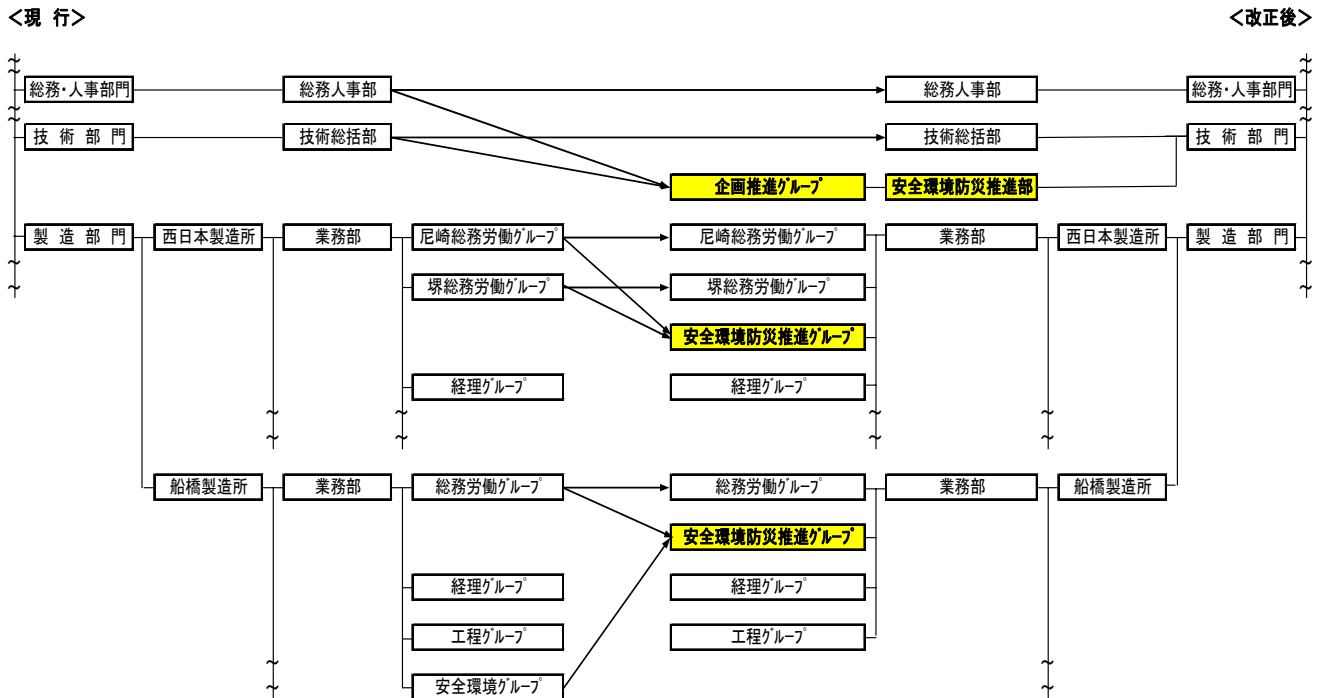 <現 行> <改正後>
総務・人事部門 総務人事部 総務人事部 総務・人事部門
技 術 部 門 技術総括部 技術総括部 技 術 部 門
企画推進グループ 安全環境防災推進部
製 造 部 門 西日本製造所 業務部 尼崎総務労働グループ 尼崎総務労働グループ 業務部 西日本製造所 製 造 部 門
堺総務労働グループ 堺総務労働グループ
安全環境防災推進グループ
経理グループ 経理グループ
船橋製造所 業務部 総務労働グループ 総務労働グループ 業務部 船橋製造所
安全環境防災推進グループ
経理グループ 経理グループ
工程グループ 工程グループ
安全環境グループ